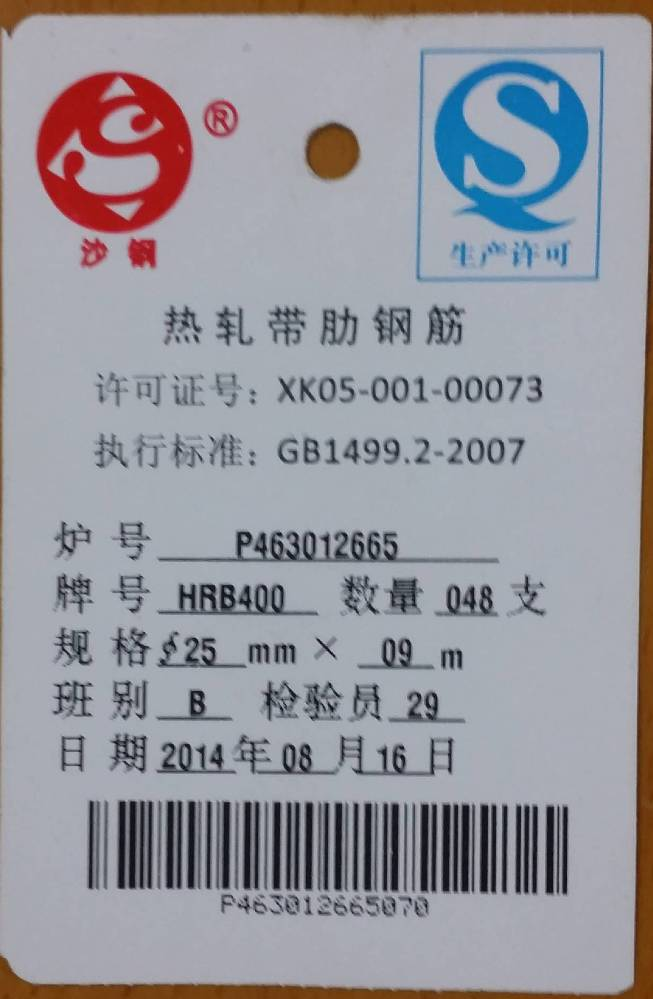 ®
沙钢
生产许可
热轧带肋钢筋
许可证号：XK05-001-00073
执行标准：GB1499.2-2007
炉号 P463012665
牌号 HRB400 数量 048 支
规格 ∮25 mm × 09 m
班别 B 检验员 29
日期 2014 年 08 月 16 日
P463012665070